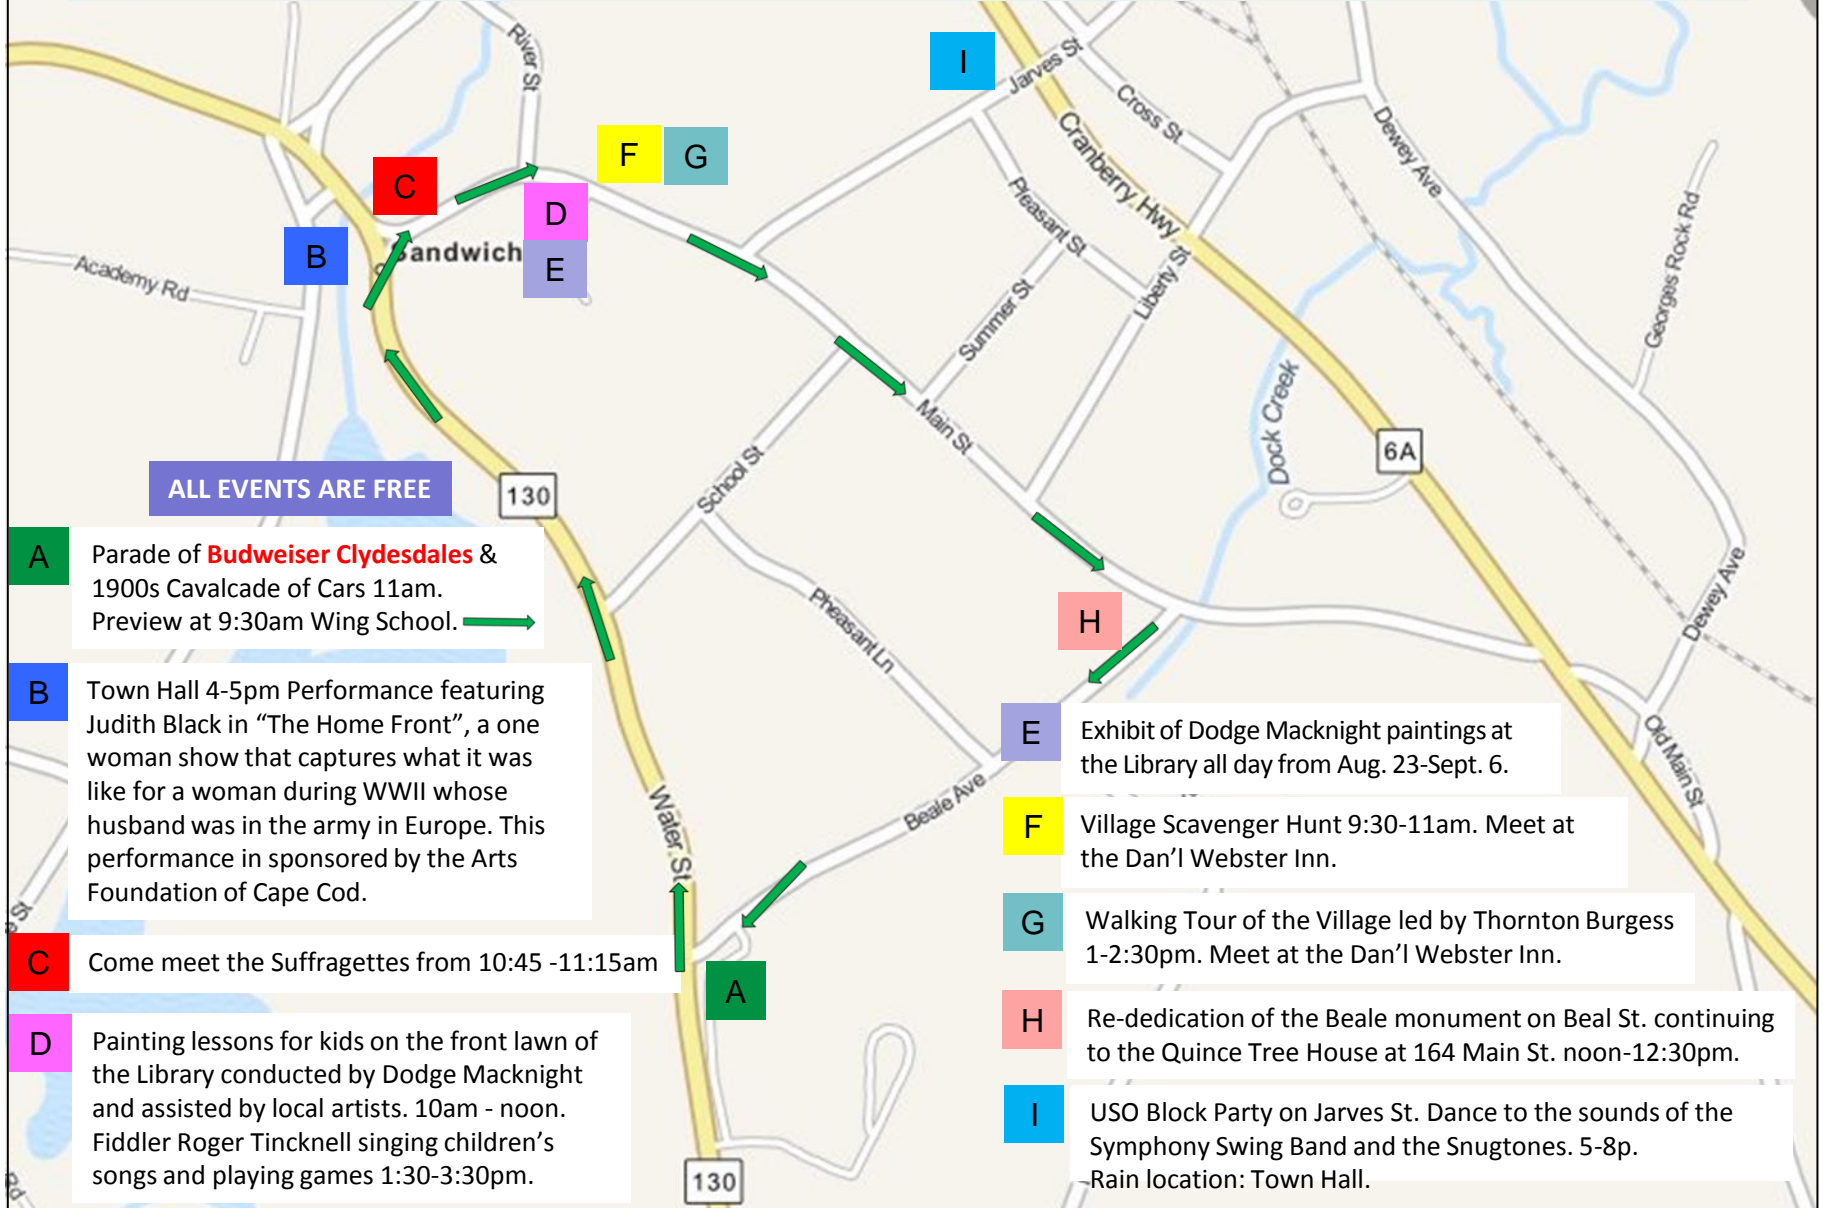 River St
I
Jarves St
Cross St
Dewey Ave
F
G
C
Cranberry Hwy
Pleasant St
D
Georges Rock Rd
B
Sandwich
E
Academy Rd
Liberty St
Summer St
Dock Creek
Main St
6A
School St
ALL EVENTS ARE FREE
130
A
Parade of Budweiser Clydesdales &
1900s Cavalcade of Cars 11am.
Preview at 9:30am Wing School.
Pheasant Ln
H
Dewey Ave
B
Town Hall 4-5pm Performance featuring
Judith Black in “The Home Front”, a one
woman show that captures what it was
like for a woman during WWII whose
husband was in the army in Europe. This
performance in sponsored by the Arts
Foundation of Cape Cod.
Water St
Beale Ave
Old Main St
C
Come meet the Suffragettes from 10:45 -11:15am
A
D
Painting lessons for kids on the front lawn of
the Library conducted by Dodge Macknight
and assisted by local artists. 10am - noon.
Fiddler Roger Tincknell singing children’s
songs and playing games 1:30-3:30pm.
130
E
Exhibit of Dodge Macknight paintings at
the Library all day from Aug. 23-Sept. 6.
F
Village Scavenger Hunt 9:30-11am. Meet at
the Dan’l Webster Inn.
G
Walking Tour of the Village led by Thornton Burgess
1-2:30pm. Meet at the Dan’l Webster Inn.
H
Re-dedication of the Beale monument on Beal St. continuing
to the Quince Tree House at 164 Main St. noon-12:30pm.
I
USO Block Party on Jarves St. Dance to the sounds of the
Symphony Swing Band and the Snugtones. 5-8p.
Rain location: Town Hall.
St
Rd